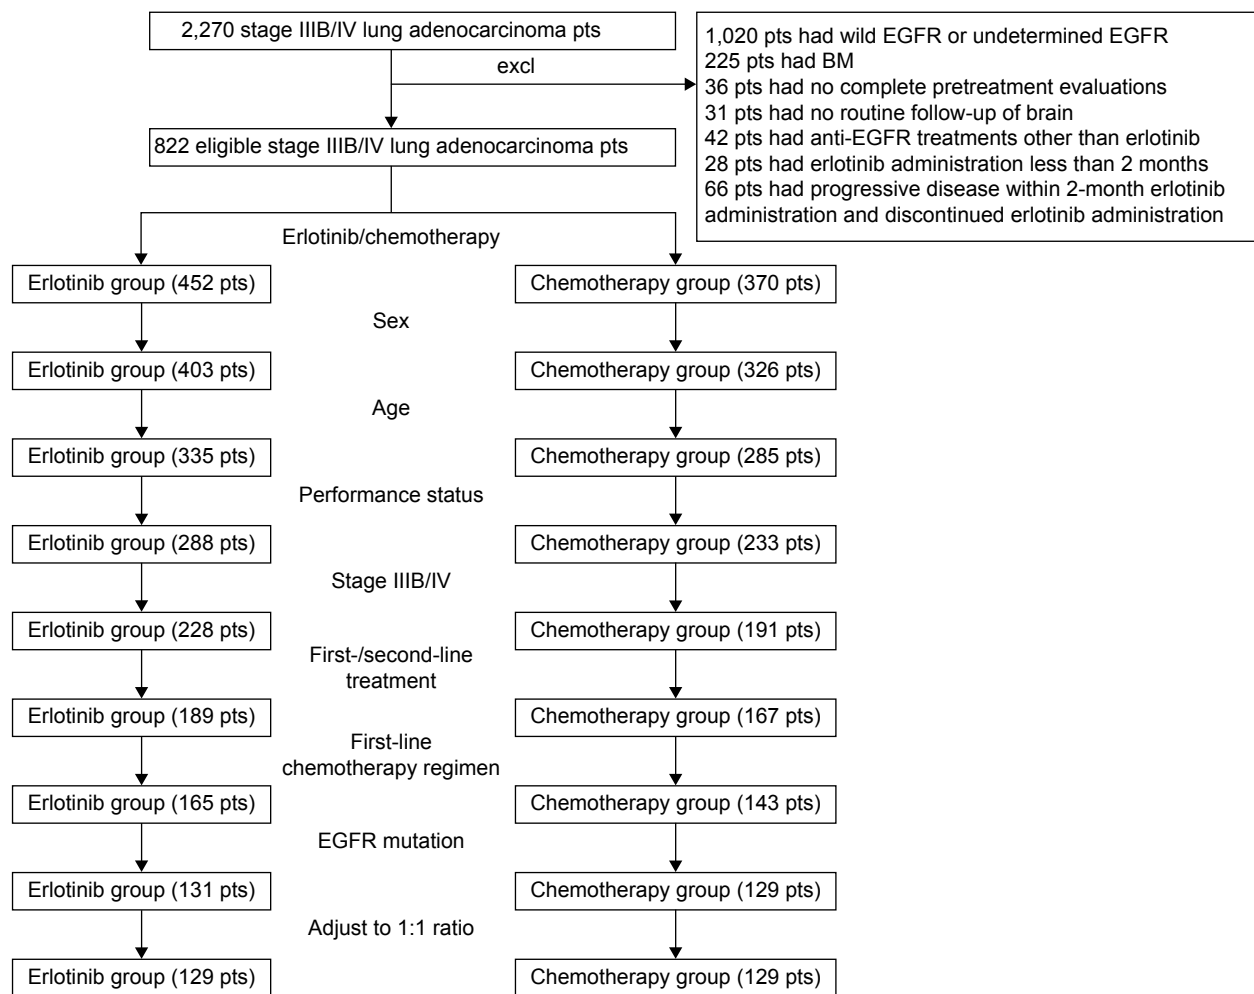 2,270 stage IIIB/IV lung adenocarcinoma pts
excl
1,020 pts had wild EGFR or undetermined EGFR
225 pts had BM
36 pts had no complete pretreatment evaluations
31 pts had no routine follow-up of brain
42 pts had anti-EGFR treatments other than erlotinib
28 pts had erlotinib administration less than 2 months
66 pts had progressive disease within 2-month erlotinib
administration and discontinued erlotinib administration
822 eligible stage IIIB/IV lung adenocarcinoma pts
Erlotinib/chemotherapy
Erlotinib group (452 pts)
Chemotherapy group (370 pts)
Sex
Erlotinib group (403 pts)
Chemotherapy group (326 pts)
Age
Erlotinib group (335 pts)
Chemotherapy group (285 pts)
Performance status
Erlotinib group (288 pts)
Chemotherapy group (233 pts)
Stage IIIB/IV
Erlotinib group (228 pts)
Chemotherapy group (191 pts)
First-/second-line
treatment
Erlotinib group (189 pts)
Chemotherapy group (167 pts)
First-line
chemotherapy regimen
Erlotinib group (165 pts)
Chemotherapy group (143 pts)
EGFR mutation
Erlotinib group (131 pts)
Chemotherapy group (129 pts)
Adjust to 1:1 ratio
Erlotinib group (129 pts)
Chemotherapy group (129 pts)